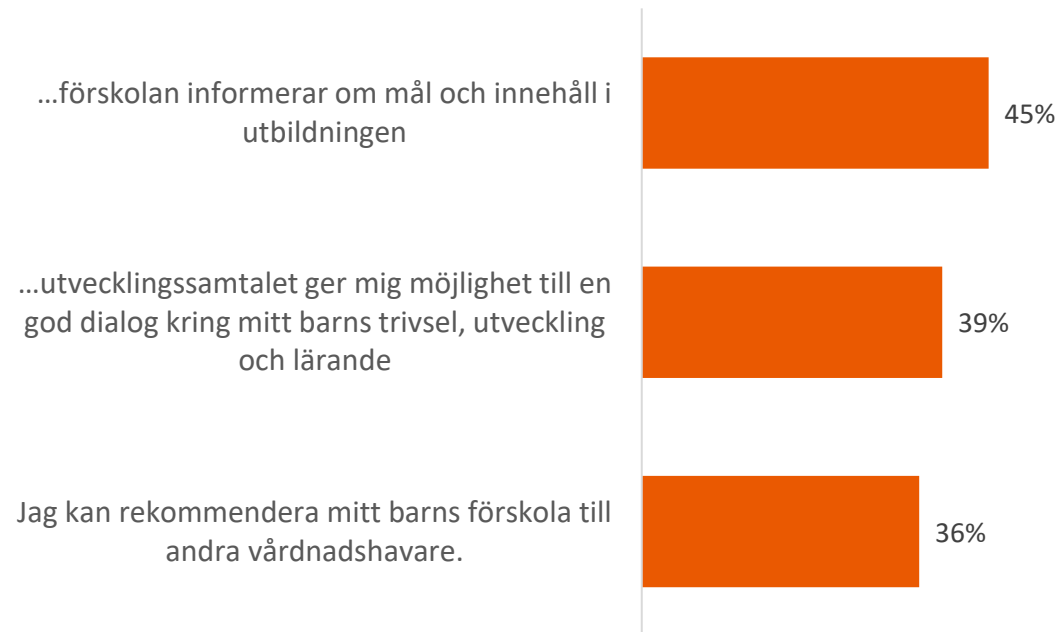 ...förskolan informerar om mål och innehåll i
utbildningen
45%
...utvecklingssamtalet ger mig möjlighet till en
god dialog kring mitt barns trivsel, utveckling
och lärande
39%
Jag kan rekommendera mitt barns förskola till
andra vårdnadshavare.
36%